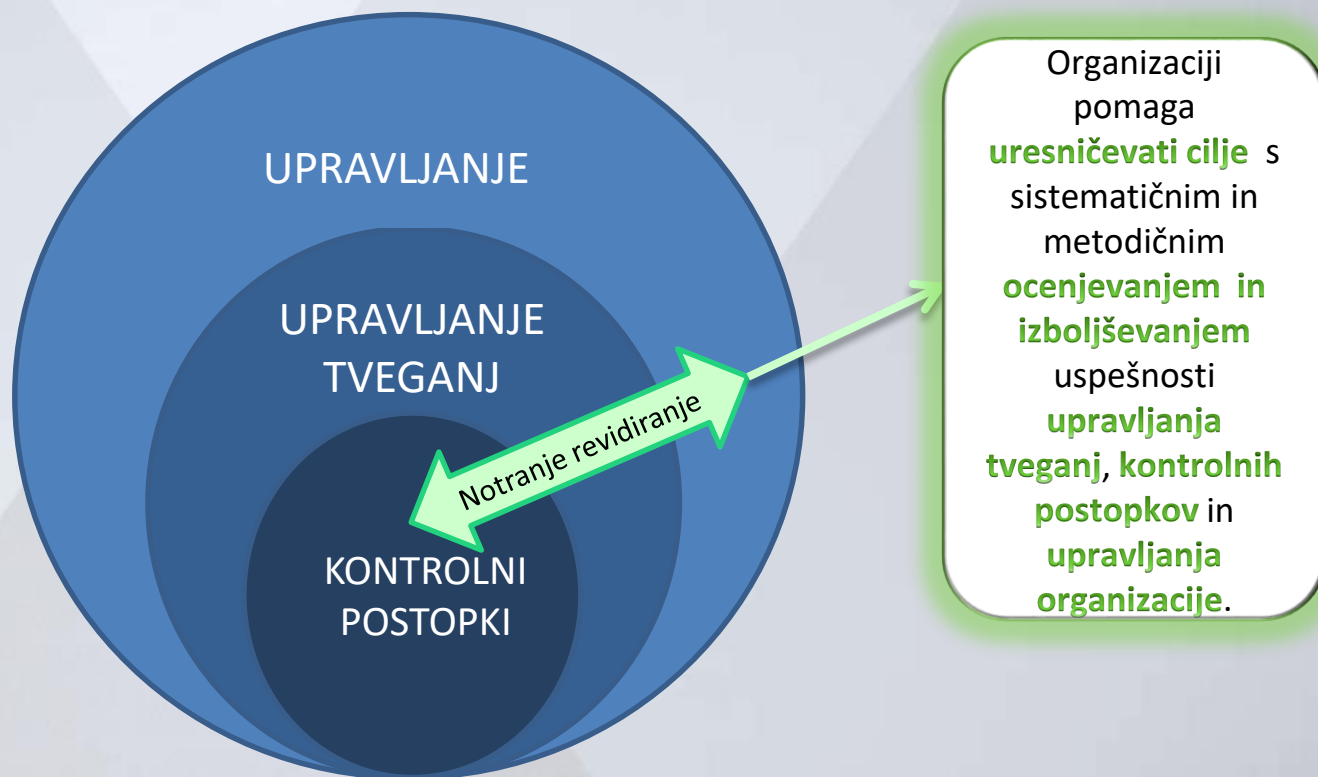 UPRAVLJANJE
UPRAVLJANJE
TVEGANJ
Notranje revidiranje
KONTROLNI
POSTOPKI
Organizaciji
pomaga
uresničevati cilje s
sistematičnim in
metodičnim
ocenjevanjem in
izboljševanjem
uspešnosti
upravljanja
tveganj, kontrolnih
postopkov in
upravljanja
organizacije.